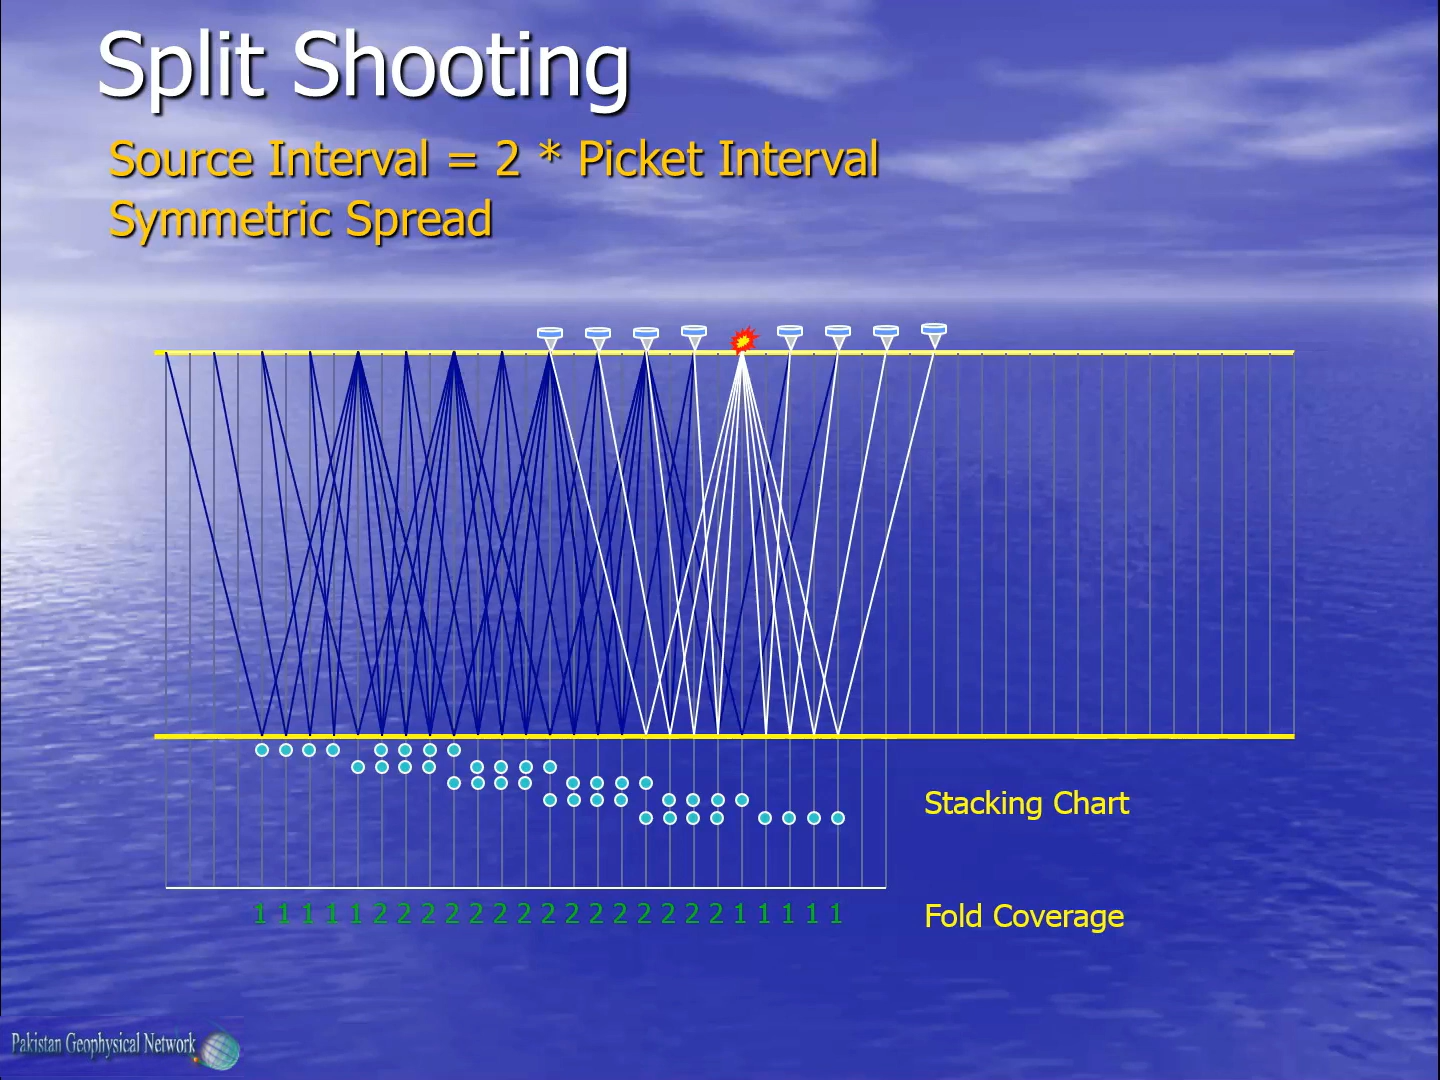 Split Shooting
Source Interval = 2 * Picket Interval
Symmetric Spread
Stacking Chart
1 1 1 1 1 2 2 2 2 2 2 2 2 2 2 2 2 2 2 2 1 1 1 1 1
Fold Coverage
Pakistan Geophysical Network